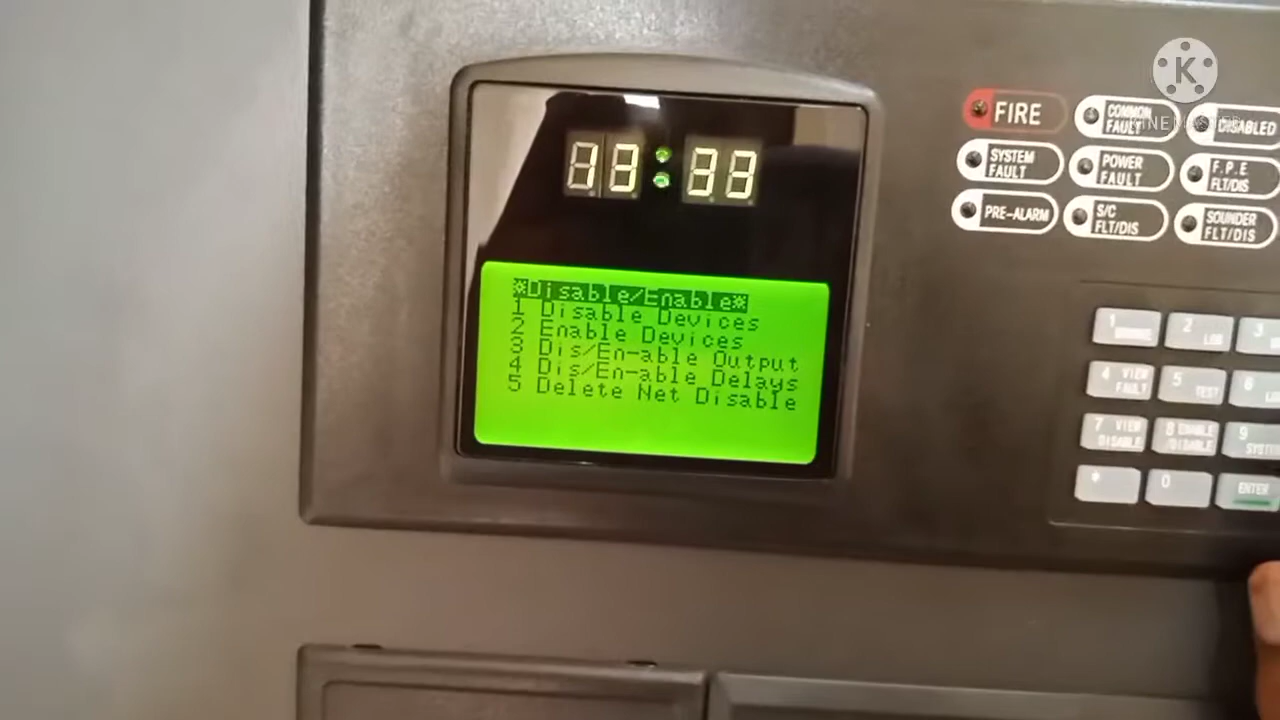 K
KINEMASTER
FIRE
COMMON FAULT
DISABLED
SYSTEM FAULT
POWER FAULT
F.P.E FLT/DIS
PRE-ALARM
S/C FLT/DIS
SOUNDER FLT/DIS
*Disable/Enable*
1 Disable Devices
2 Enable Devices
3 Dis/En-able Output
4 Dis/En-able Delays
5 Delete Net Disable
1
2 LOG
3
4 VIEW FAULT
5 TEST
6
7 VIEW DISABLE
8 ENABLE /DISABLE
9
*
0
ENTER